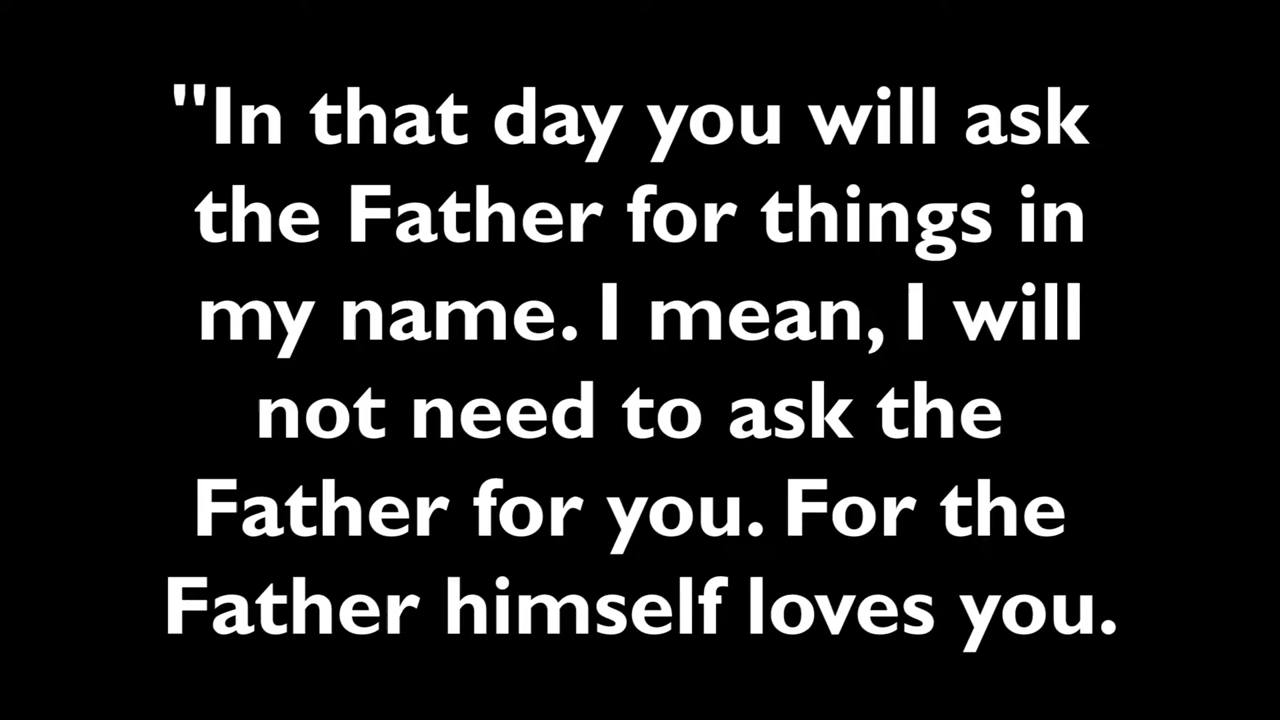 "In that day you will ask
the Father for things in
my name. I mean, I will
not need to ask the
Father for you. For the
Father himself loves you.